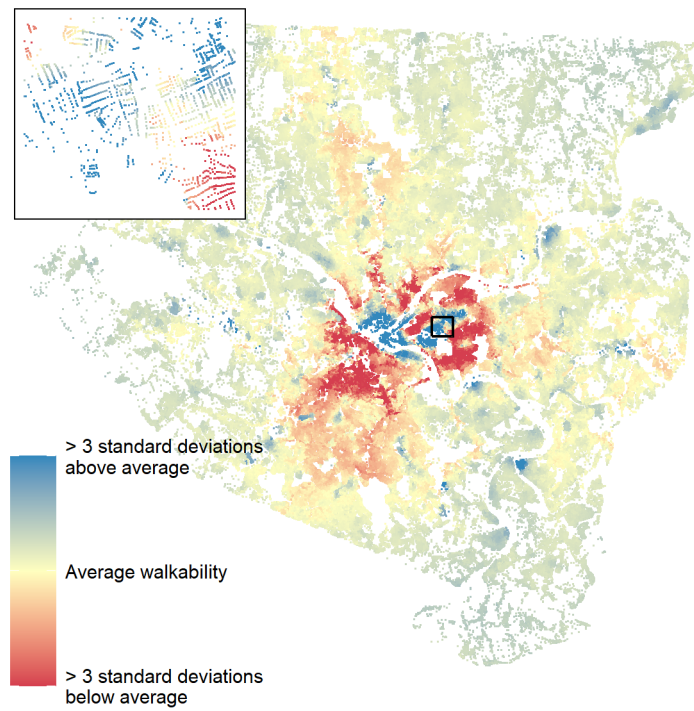 > 3 standard deviations
above average
Average walkability
> 3 standard deviations
below average